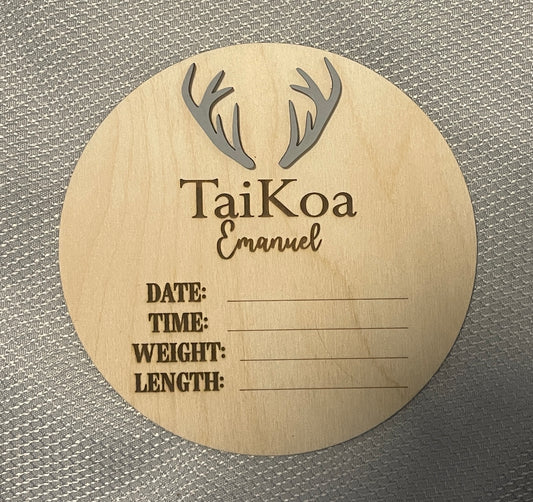 TaiKoa
Emanuel
DATE:
TIME:
WEIGHT:
LENGTH: